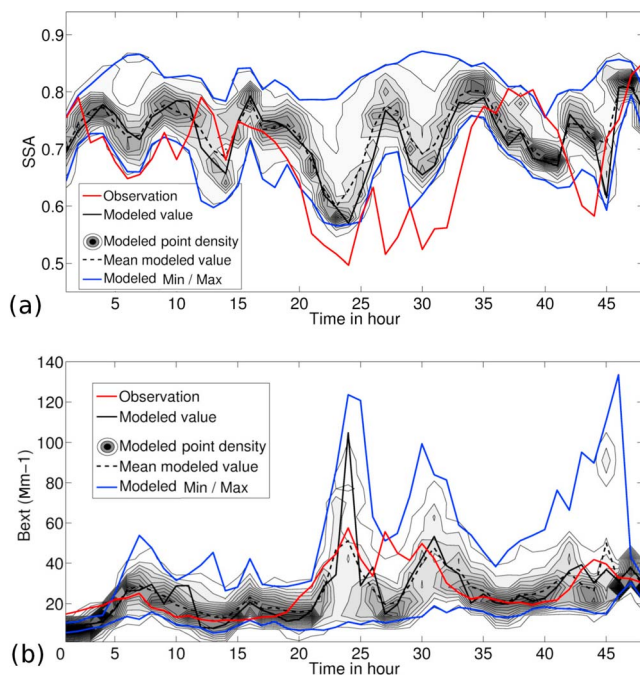 0.9
0.8
0.7
0.6
0.5
SSA
Observation
Modeled value
Modeled point density
Mean modeled value
Modeled Min / Max
5 10 15 20 25 30 35 40 45
Time in hour
(a)
140
120
100
80
60
40
20
Bext (Mm-1)
Observation
Modeled value
Modeled point density
Mean modeled value
Modeled Min / Max
0 5 10 15 20 25 30 35 40 45
Time in hour
(b)